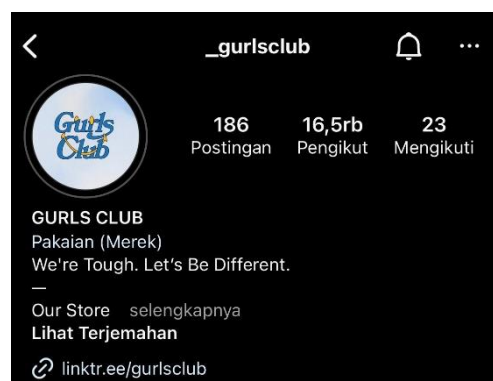 _gurlsclub
Gurls
Club
186 16,5rb 23
Postingan Pengikut Mengikuti
GURLS CLUB
Pakaian (Merek)
We're Tough. Let's Be Different.
—
Our Store selengkapnya
Lihat Terjemahan
linktr.ee/gurlsclub